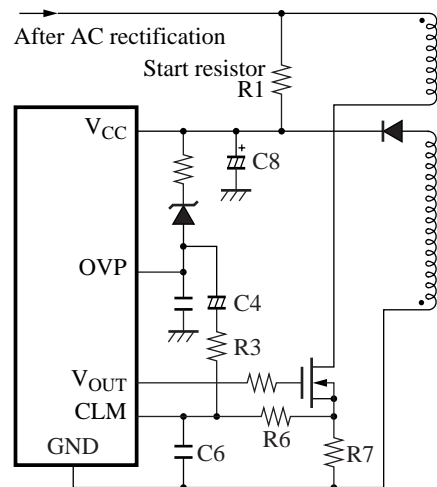 After AC rectification
Start resistor
R1
VCC
+
C8
OVP
C4
R3
VOUT
CLM
R6
R7
C6
GND